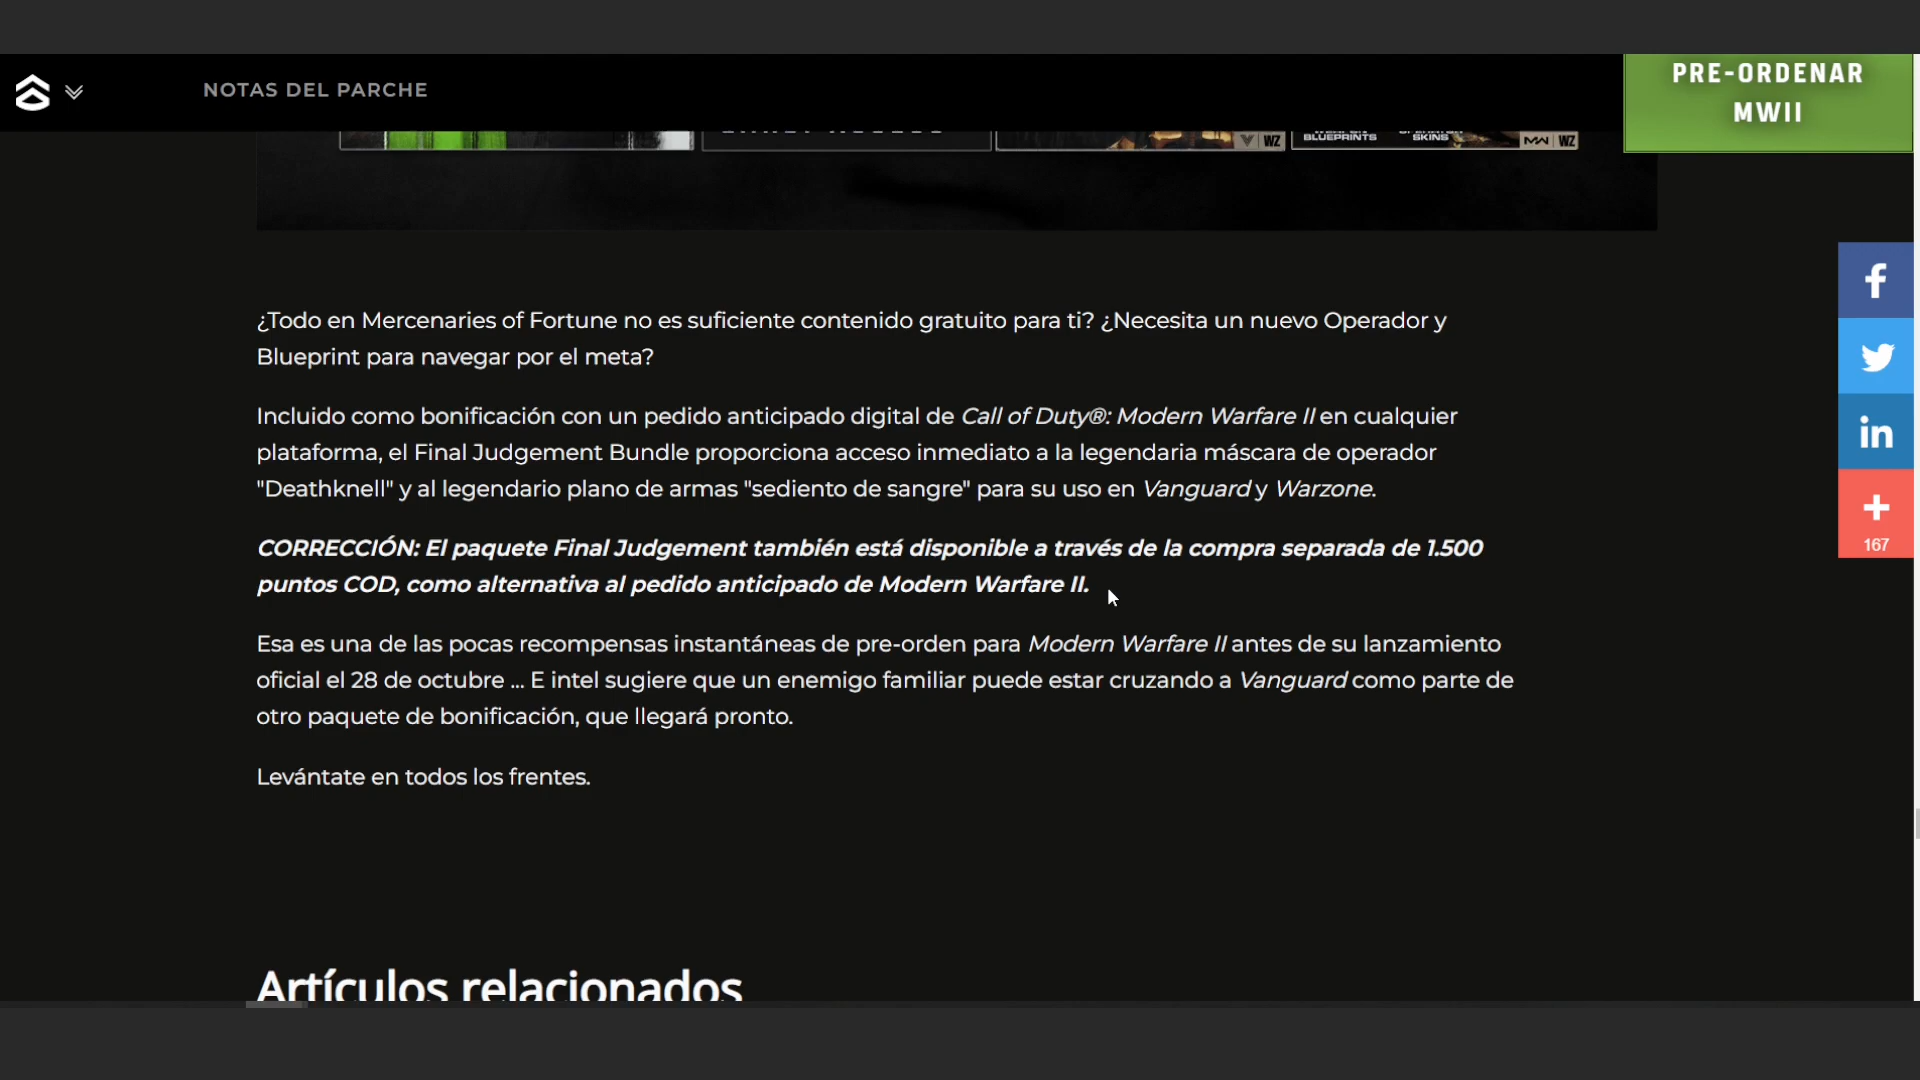 NOTAS DEL PARCHE
PRE-ORDENAR
MWII
WZ
BLUEPRINTS
SKINS
MW WZ
¿Todo en Mercenaries of Fortune no es suficiente contenido gratuito para ti? ¿Necesita un nuevo Operador y
Blueprint para navegar por el meta?
Incluido como bonificación con un pedido anticipado digital de Call of Duty®: Modern Warfare II en cualquier
plataforma, el Final Judgement Bundle proporciona acceso inmediato a la legendaria máscara de operador
"Deathknell" y al legendario plano de armas "sediento de sangre" para su uso en Vanguard y Warzone.
CORRECCIÓN: El paquete Final Judgement también está disponible a través de la compra separada de 1.500
puntos COD, como alternativa al pedido anticipado de Modern Warfare II.
Esa es una de las pocas recompensas instantáneas de pre-orden para Modern Warfare II antes de su lanzamiento
oficial el 28 de octubre ... E intel sugiere que un enemigo familiar puede estar cruzando a Vanguard como parte de
otro paquete de bonificación, que llegará pronto.
Levántate en todos los frentes.
Artículos relacionados
f
in
+
167